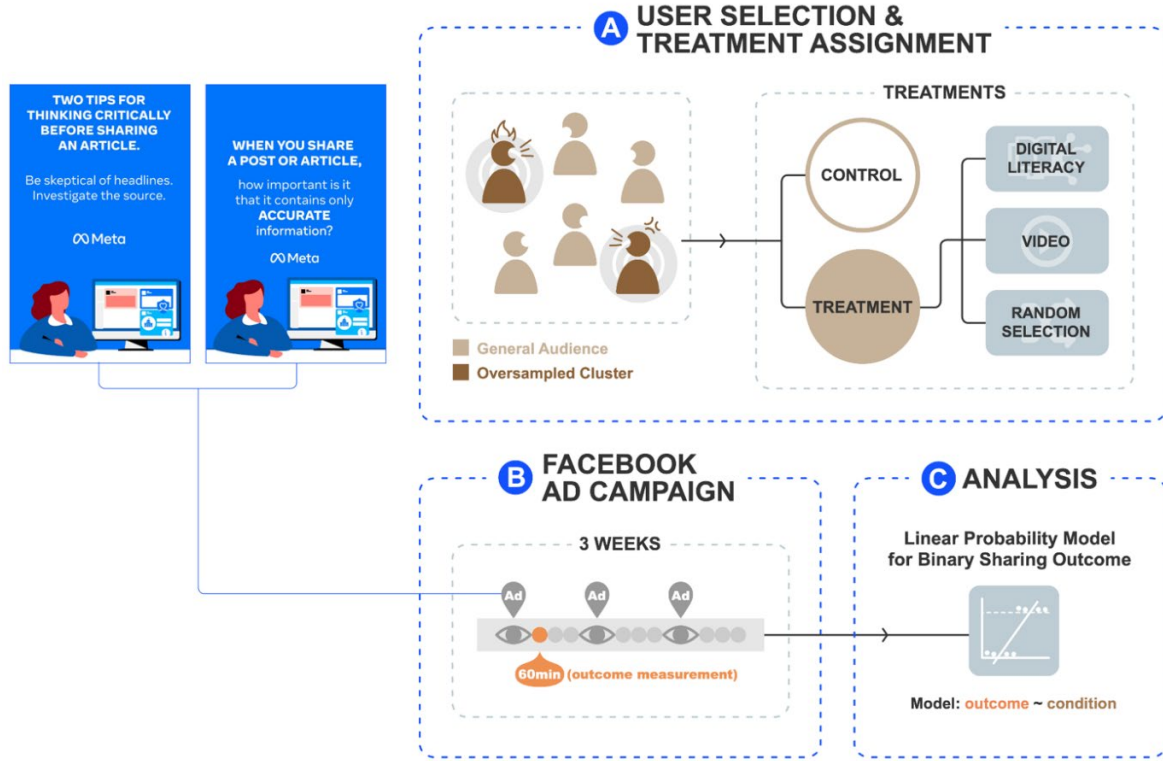 A USER SELECTION &
TREATMENT ASSIGNMENT
TWO TIPS FOR
THINKING CRITICALLY
BEFORE SHARING
AN ARTICLE.
Be skeptical of headlines.
Investigate the source.
Meta
WHEN YOU SHARE
A POST OR ARTICLE,
how important is it
that it contains only
ACCURATE
information?
Meta
General Audience
Oversampled Cluster
TREATMENTS
CONTROL
TREATMENT
DIGITAL
LITERACY
VIDEO
RANDOM
SELECTION
B FACEBOOK
AD CAMPAIGN
3 WEEKS
Ad
Ad
Ad
60min (outcome measurement)
C ANALYSIS
Linear Probability Model
for Binary Sharing Outcome
Model: outcome ~ condition